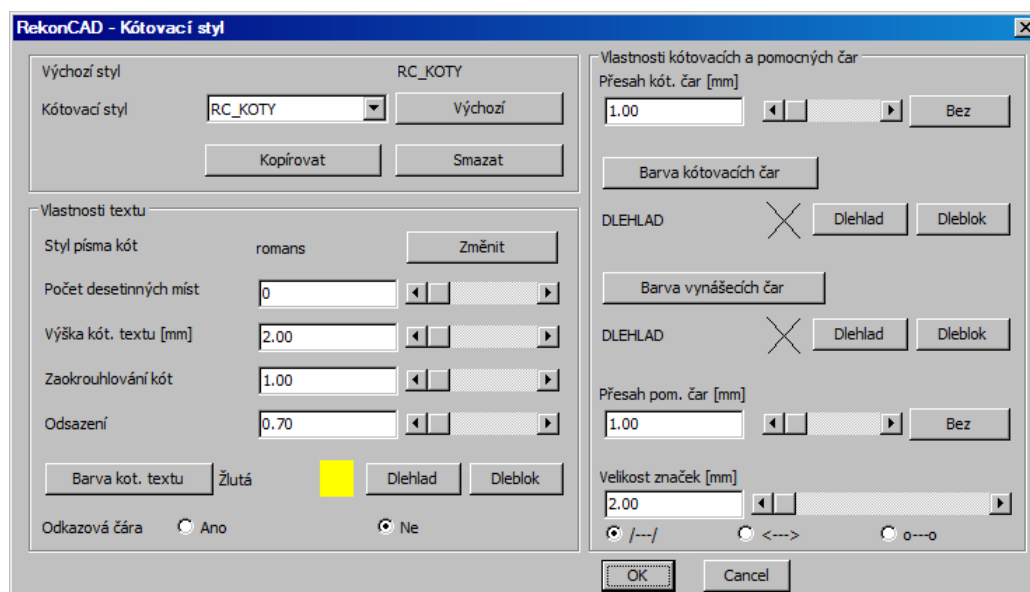 RekonCAD - Kótovací styl
Výchozí styl RC_KOTY
Kótovací styl RC_KOTY Výchozí
Kopírovat Smazat
Vlastnosti textu
Styl písma kót romans Změnit
Počet desetinných míst 0
Výška kót. textu [mm] 2.00
Zaokrouhlování kót 1.00
Odsazení 0.70
Barva kot. textu Žlutá Dlehlad Dleblok
Odkazová čára Ano Ne
Vlastnosti kótovacích a pomocných čar
Přesah kót. čar [mm]
1.00 Bez
Barva kótovacích čar
DLEHLAD Dlehlad Dleblok
Barva vynášecích čar
DLEHLAD Dlehlad Dleblok
Přesah pom. čar [mm]
1.00 Bez
Velikost značek [mm]
2.00
/---/ <---> o---o
OK Cancel